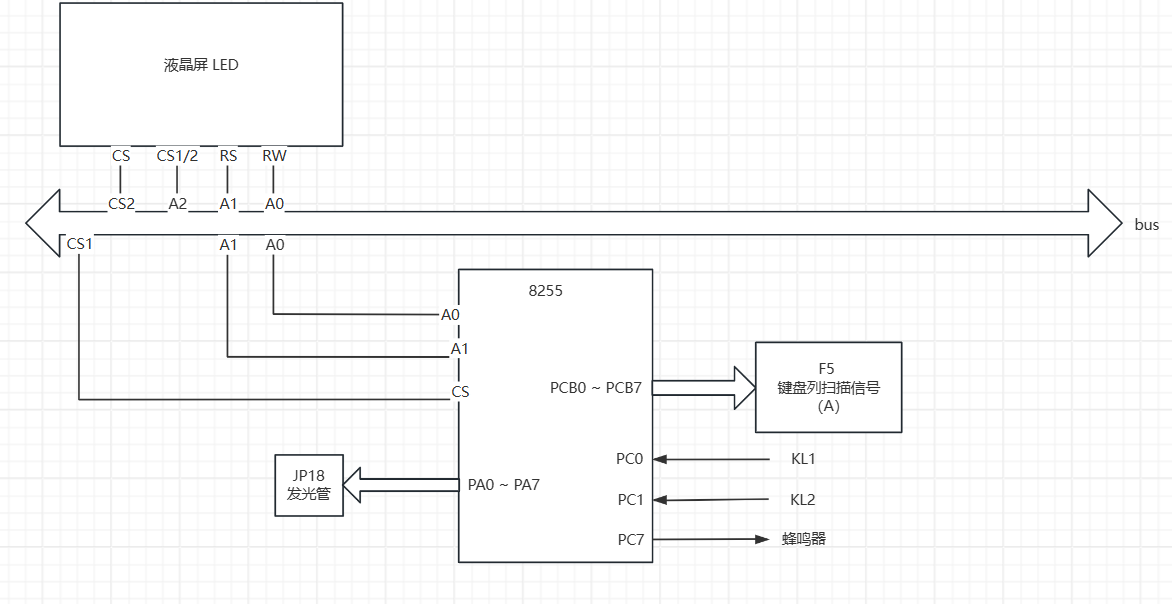 液晶屏 LED
CS
CS1/2
RS
RW
CS2
A2
A1
A0
bus
CS1
A1
A0
8255
A0
A1
CS
PCB0 ~ PCB7
F5
键盘列扫描信号
(A)
PC0
KL1
JP18
发光管
PA0 ~ PA7
PC1
KL2
PC7
蜂鸣器